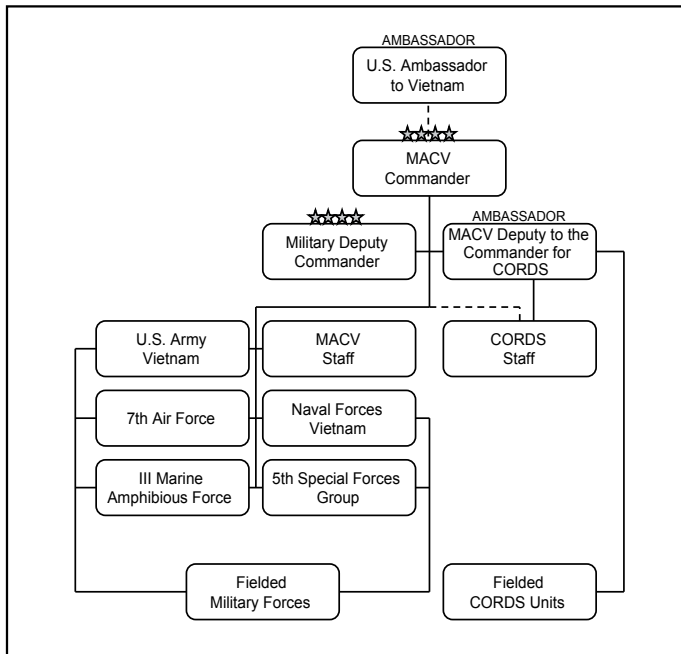 AMBASSADOR
U.S. Ambassador
to Vietnam
MACV
Commander
Military Deputy
Commander
AMBASSADOR
MACV Deputy to the
Commander for
CORDS
U.S. Army
Vietnam
MACV
Staff
CORDS
Staff
7th Air Force
Naval Forces
Vietnam
III Marine
Amphibious Force
5th Special Forces
Group
Fielded
Military Forces
Fielded
CORDS Units